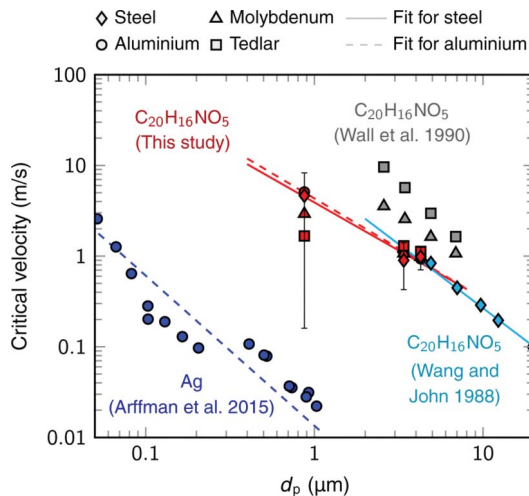 Steel Molybdenum Fit for steel
Aluminium Tedlar Fit for aluminium
100
C₂₀H₁₆NO₅
(This study)
C₂₀H₁₆NO₅
(Wall et al. 1990)
10
1
0.1
0.01
Critical velocity (m/s)
Ag
(Arffman et al. 2015)
C₂₀H₁₆NO₅
(Wang and
John 1988)
0.1 1 10
dₚ (μm)